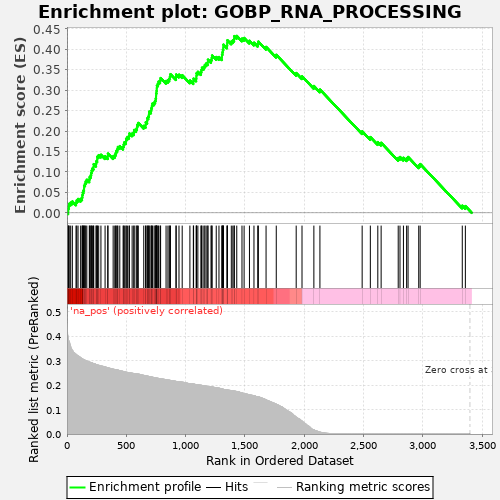 Enrichment plot: GOBP_RNA_PROCESSING
Enrichment score (ES)
0.45
0.40
0.35
0.30
0.25
0.20
0.15
0.10
0.05
0.00
Ranked list metric (PreRanked)
0.5
0.4
0.3
0.2
0.1
0.0
'na_pos' (positively correlated)
Zero cross at
0 500 1,000 1,500 2,000 2,500 3,000 3,500
Rank in Ordered Dataset
Enrichment profile Hits Ranking metric scores